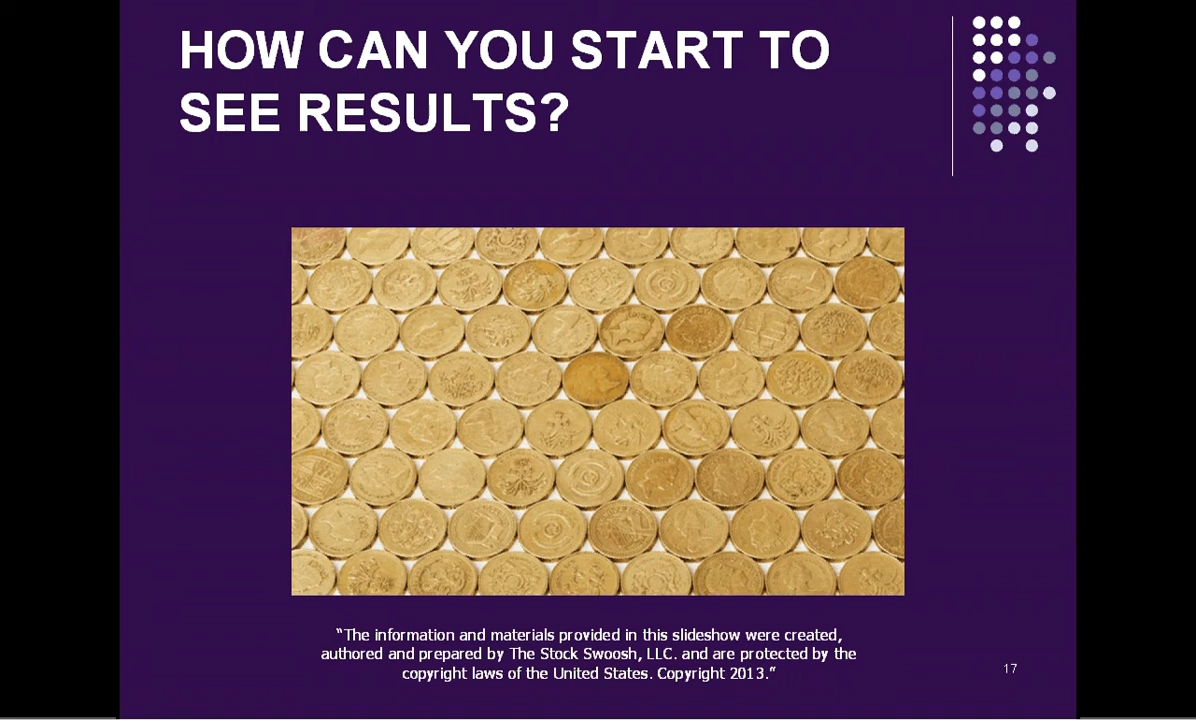 HOW CAN YOU START TO
SEE RESULTS?
“The information and materials provided in this slideshow were created,
authored and prepared by The Stock Swoosh, LLC. and are protected by the
copyright laws of the United States. Copyright 2013.”
17